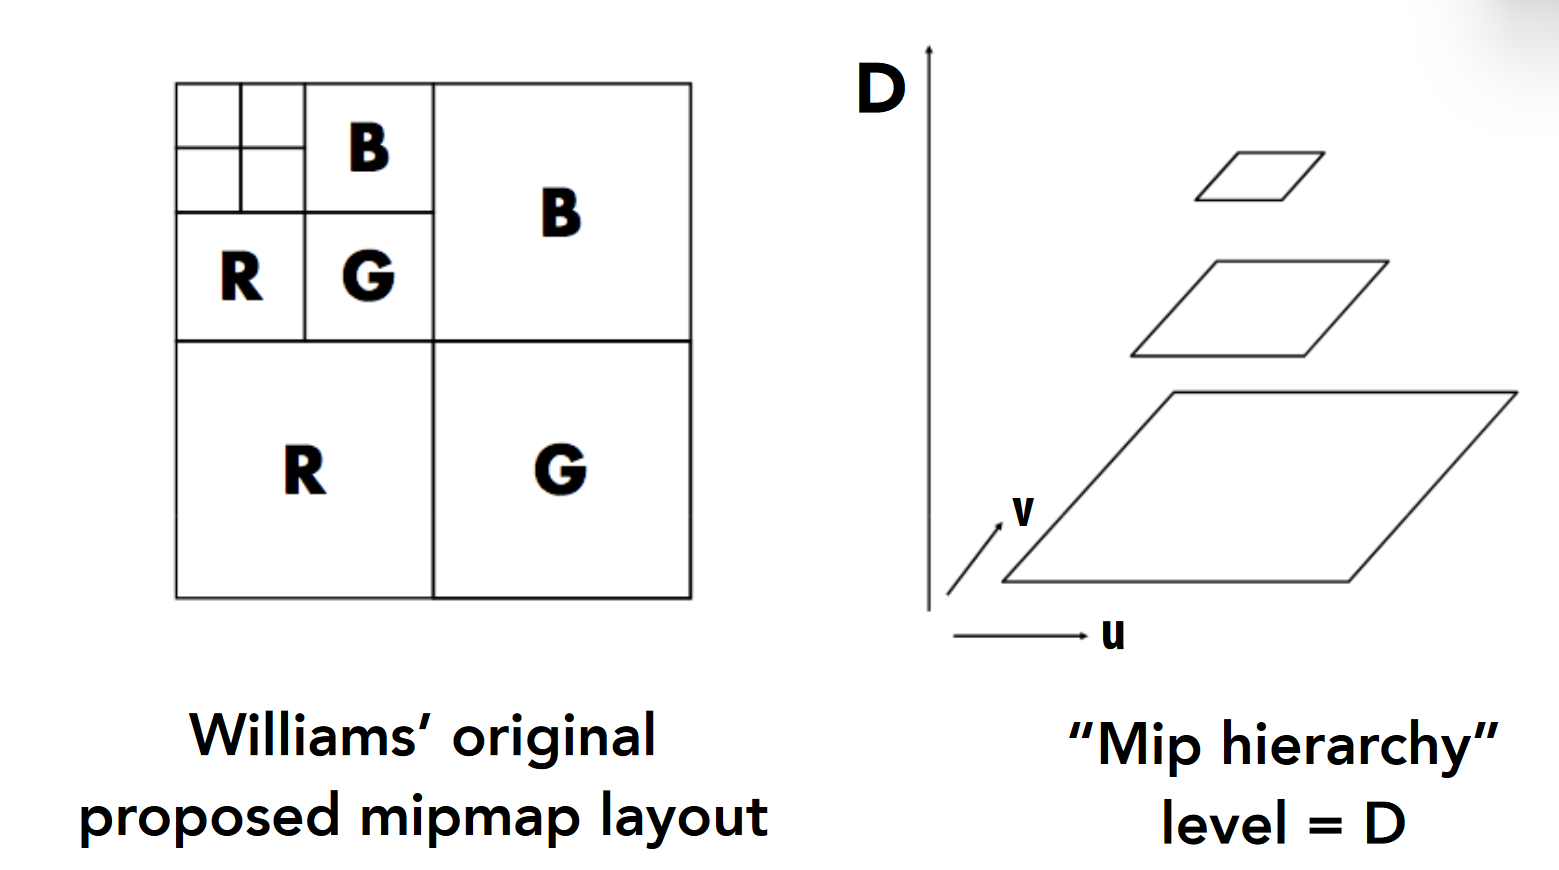 B
B
R
G
R
G
Williams’ original
proposed mipmap layout
D
v
u
“Mip hierarchy”
level = D